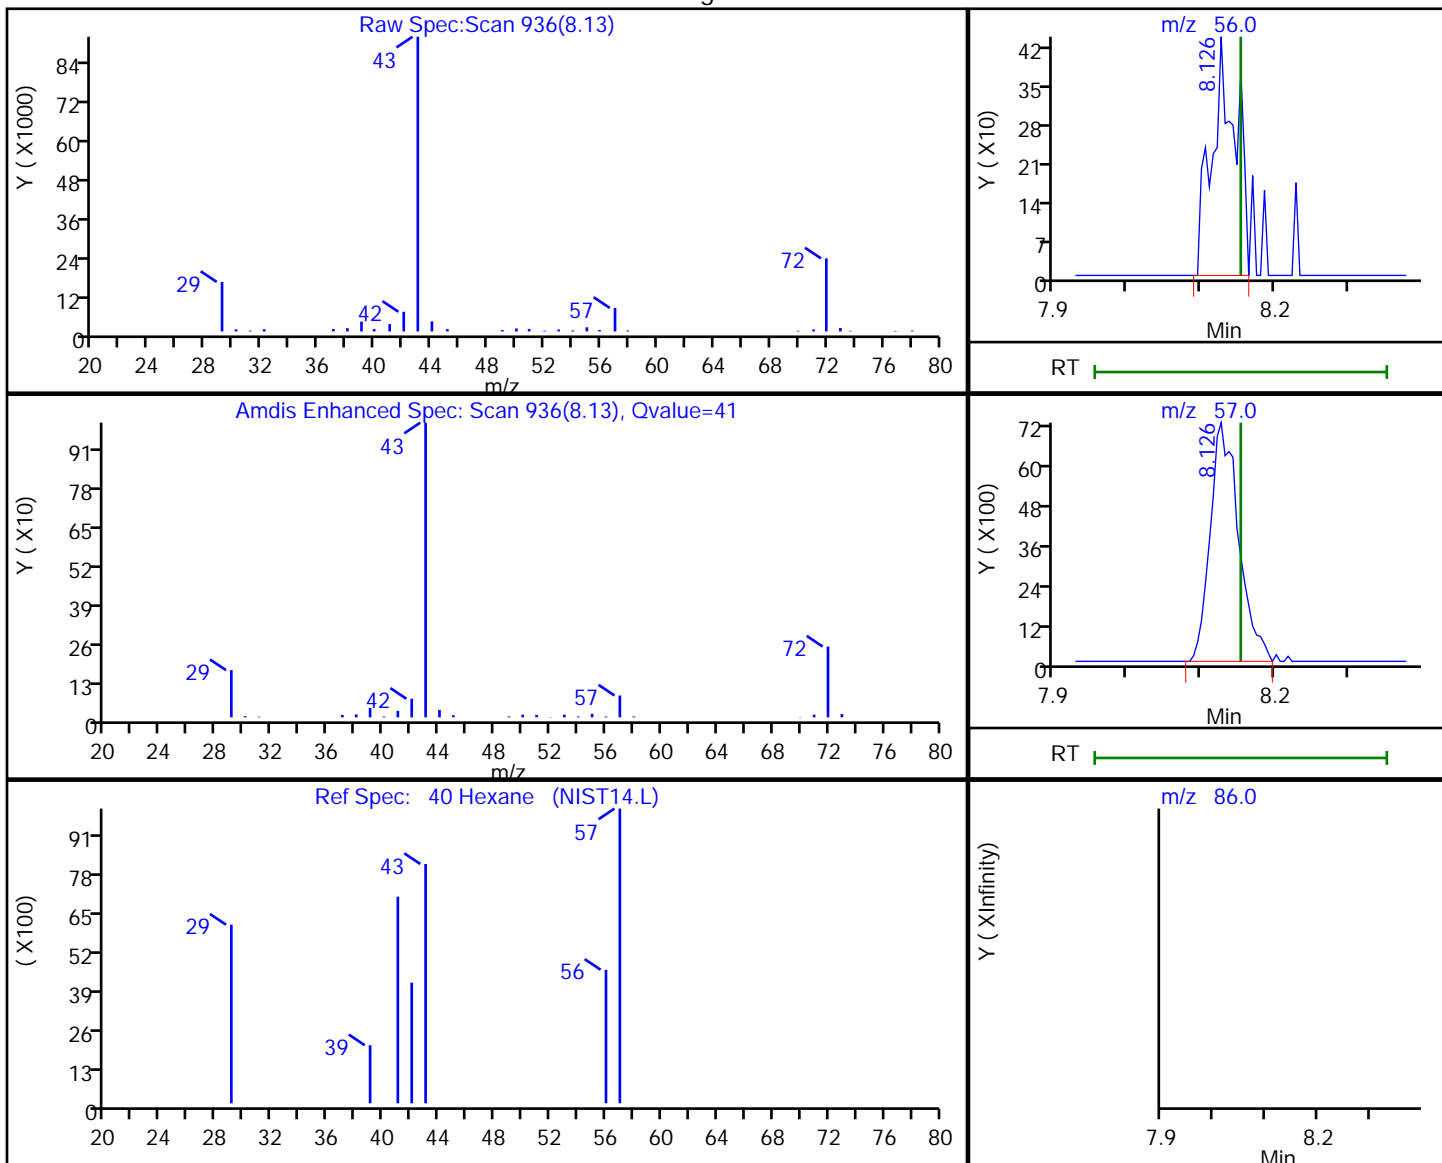 Raw Spec:Scan 936(8.13)
Y ( X1000)
84
72
60
48
36
24
12
0
43
29
42
57
72
20 24 28 32 36 40 44 48 52 56 60 64 68 72 76 80
m/z
m/z 56.0
Y ( X10)
42
35
28
21
14
7
0
8.126
7.9 8.2
Min
RT
Amdis Enhanced Spec: Scan 936(8.13), Qvalue=41
Y ( X10)
91
78
65
52
39
26
13
0
43
29
42
57
72
20 24 28 32 36 40 44 48 52 56 60 64 68 72 76 80
m/z
m/z 57.0
Y ( X100)
72
60
48
36
24
12
0
8.126
7.9 8.2
Min
RT
Ref Spec: 40 Hexane (NIST14.L)
( X100)
91
78
65
52
39
26
13
0
57
43
29
56
39
20 24 28 32 36 40 44 48 52 56 60 64 68 72 76 80
m/z 86.0
Y ( XInfinity)
7.9 8.2
Min